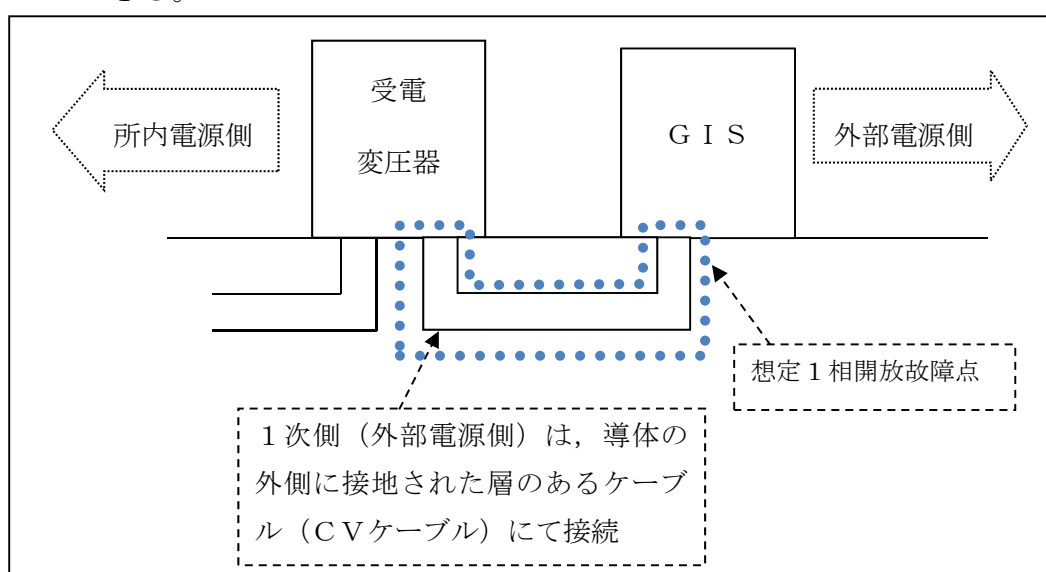 受電
変圧器
ＧＩＳ
所内電源側
外部電源側
想定１相開放故障点
１次側（外部電源側）は，導体の
外側に接地された層のあるケーブ
ル（ＣＶケーブル）にて接続